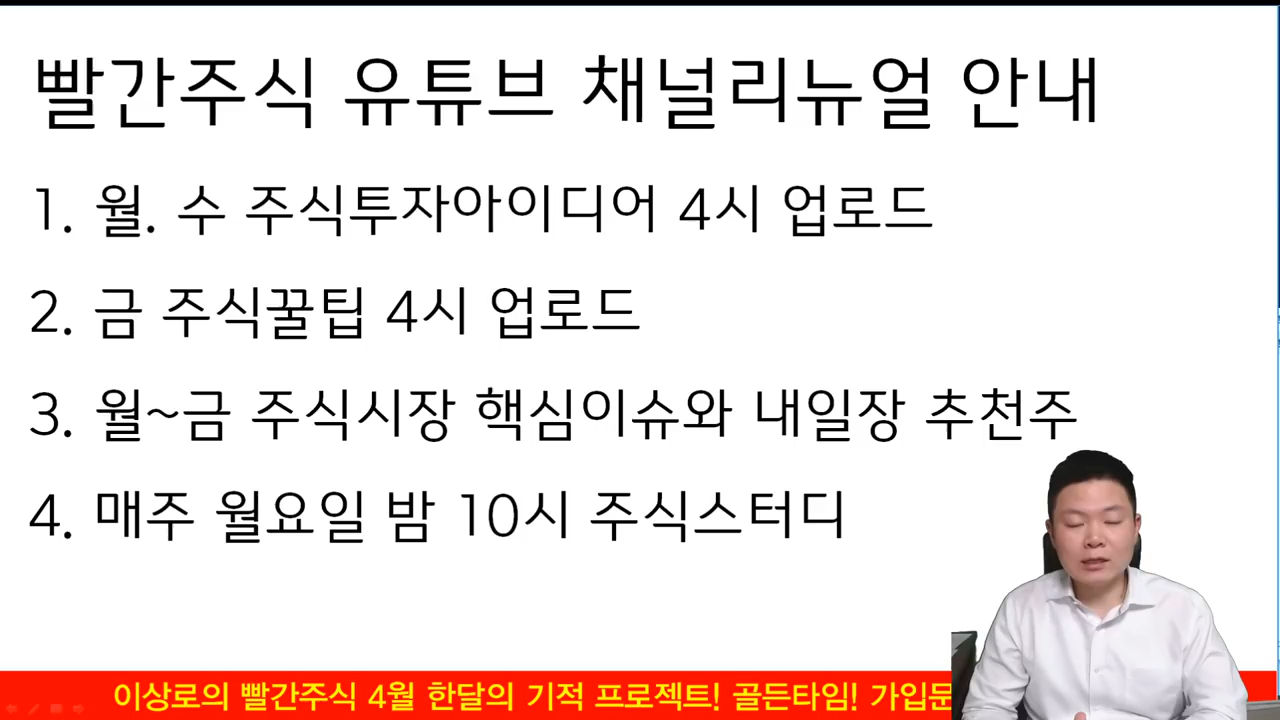 빨간주식 유튜브 채널리뉴얼 안내
1. 월. 수 주식투자아이디어 4시 업로드
2. 금 주식꿀팁 4시 업로드
3. 월~금 주식시장 핵심이슈와 내일장 추천주
4. 매주 월요일 밤 10시 주식스터디
이상로의 빨간주식 4월 한달의 기적 프로젝트! 골든타임! 가입문